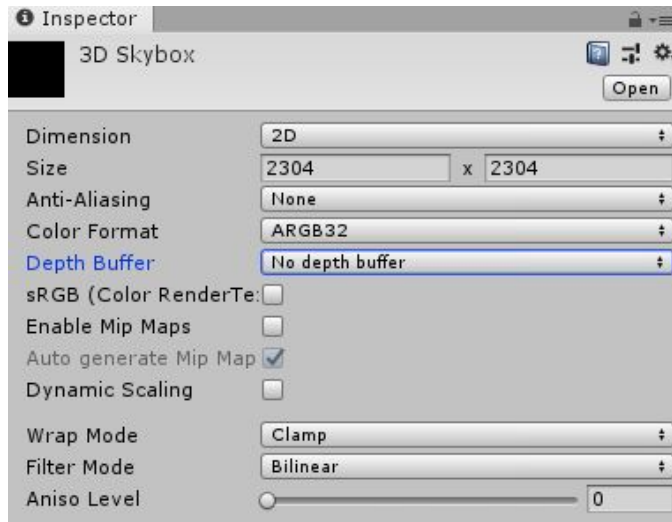 Inspector
3D Skybox
Open
Dimension 2D
Size 2304 x 2304
Anti-Aliasing None
Color Format ARGB32
Depth Buffer No depth buffer
sRGB (Color RenderTe:
Enable Mip Maps
Auto generate Mip Map
Dynamic Scaling
Wrap Mode Clamp
Filter Mode Bilinear
Aniso Level 0